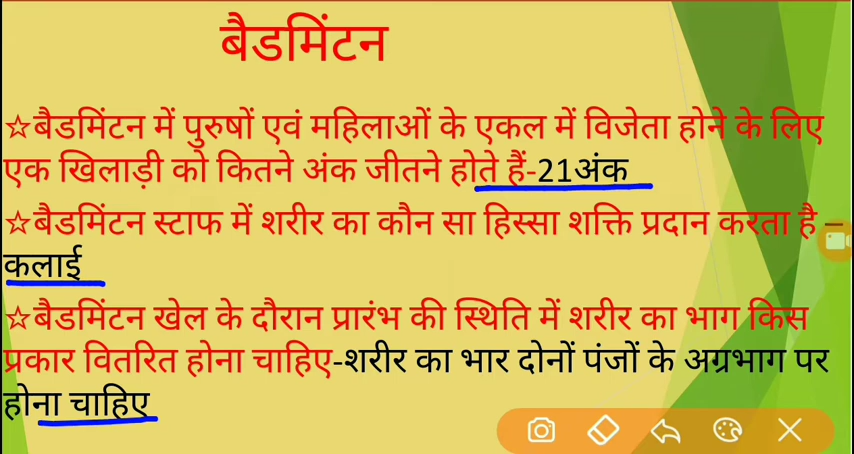 बैडमिंटन
☆बैडमिंटन में पुरुषों एवं महिलाओं के एकल में विजेता होने के लिए
एक खिलाड़ी को कितने अंक जीतने होते हैं-21अंक
☆बैडमिंटन स्टाफ में शरीर का कौन सा हिस्सा शक्ति प्रदान करता है -
कलाई
☆बैडमिंटन खेल के दौरान प्रारंभ की स्थिति में शरीर का भाग किस
प्रकार वितरित होना चाहिए-शरीर का भार दोनों पंजों के अग्रभाग पर
होना चाहिए